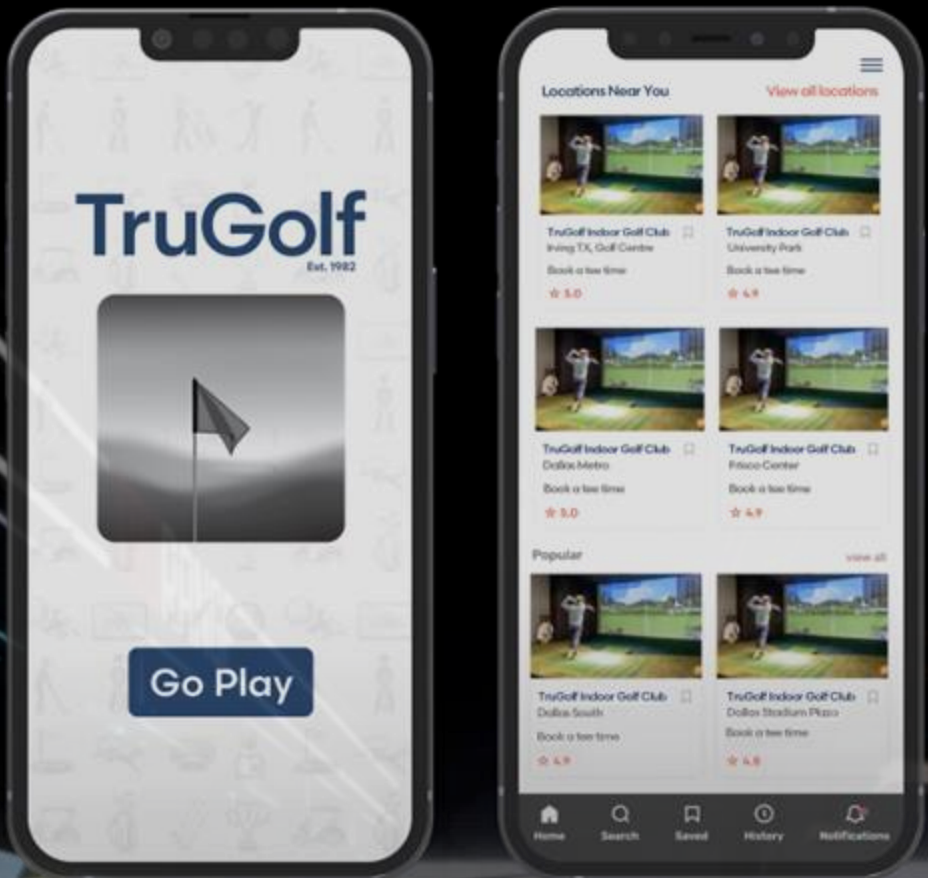 TruGolf
Est. 1982
Go Play
Locations Near You
View all locations
TruGolf Indoor Golf Club
Irving TX, Golf Centre
Book a tee time
5.0
TruGolf Indoor Golf Club
University Park
Book a tee time
4.9
TruGolf Indoor Golf Club
Dallas Metro
Book a tee time
5.0
TruGolf Indoor Golf Club
Frisco Center
Book a tee time
4.9
Popular
view all
TruGolf Indoor Golf Club
Dallas South
Book a tee time
4.9
TruGolf Indoor Golf Club
Dallas Stadium Plaza
Book a tee time
4.8
Home
Search
Saved
History
Notifications